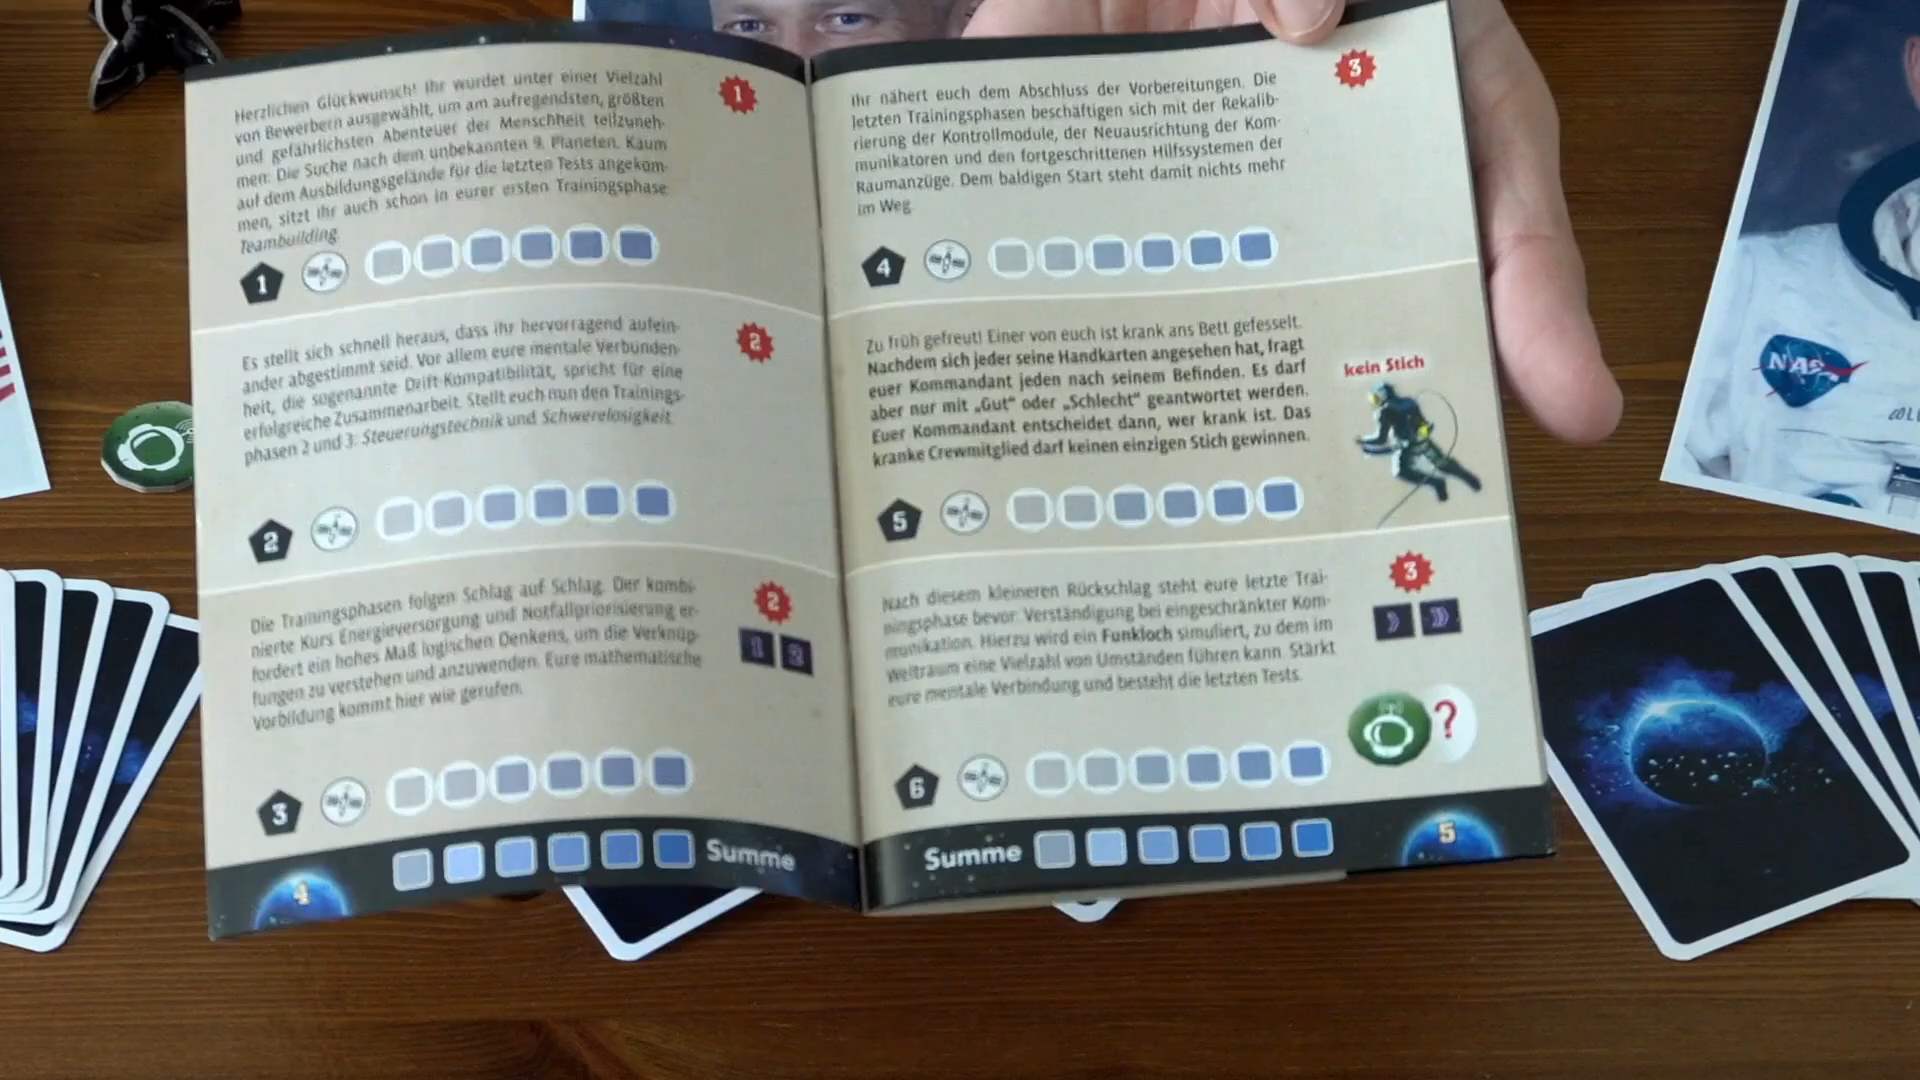 Herzlichen Glückwunsch! Ihr wurdet unter einer Vielzahl
von Bewerbern ausgewählt, um am aufregendsten, größten
und gefährlichsten Abenteuer der Menschheit teilzuneh-
men: Die Suche nach dem unbekannten 9. Planeten. Kaum
auf dem Ausbildungsgelände für die letzten Tests angekom-
men, sitzt ihr auch schon in eurer ersten Trainingsphase:
Teambuilding.
1
1
Es stellt sich schnell heraus, dass ihr hervorragend aufein-
ander abgestimmt seid. Vor allem eure mentale Verbunden-
heit, die sogenannte Drift-Kompatibilität, spricht für eine
erfolgreiche Zusammenarbeit. Stellt euch nun den Trainings-
phasen 2 und 3: Steuerungstechnik und Schwerelosigkeit.
2
2
Die Trainingsphasen folgen Schlag auf Schlag. Der kombi-
nierte Kurs Energieversorgung und Notfallpriorisierung er-
fordert ein hohes Maß logischen Denkens, um die Verknüp-
fungen zu verstehen und anzuwenden. Eure mathematische
Vorbildung kommt hier wie gerufen.
2
1 2
3
Summe
4
Ihr nähert euch dem Abschluss der Vorbereitungen. Die
letzten Trainingsphasen beschäftigen sich mit der Rekalib-
rierung der Kontrollmodule, der Neuausrichtung der Kom-
munikatoren und den fortgeschrittenen Hilfssystemen der
Raumanzüge. Dem baldigen Start steht damit nichts mehr
im Weg.
3
4
Zu früh gefreut! Einer von euch ist krank ans Bett gefesselt.
Nachdem sich jeder seine Handkarten angesehen hat, fragt
euer Kommandant jeden nach seinem Befinden. Es darf
aber nur mit „Gut“ oder „Schlecht“ geantwortet werden.
Euer Kommandant entscheidet dann, wer krank ist. Das
kranke Crewmitglied darf keinen einzigen Stich gewinnen.
kein Stich
5
Nach diesem kleineren Rückschlag steht eure letzte Trai-
ningsphase bevor: Verständigung bei eingeschränkter Kom-
munikation. Hierzu wird ein Funkloch simuliert, zu dem im
Weltraum eine Vielzahl von Umständen führen kann. Stärkt
eure mentale Verbindung und besteht die letzten Tests.
3
?
6
Summe
5
NASA